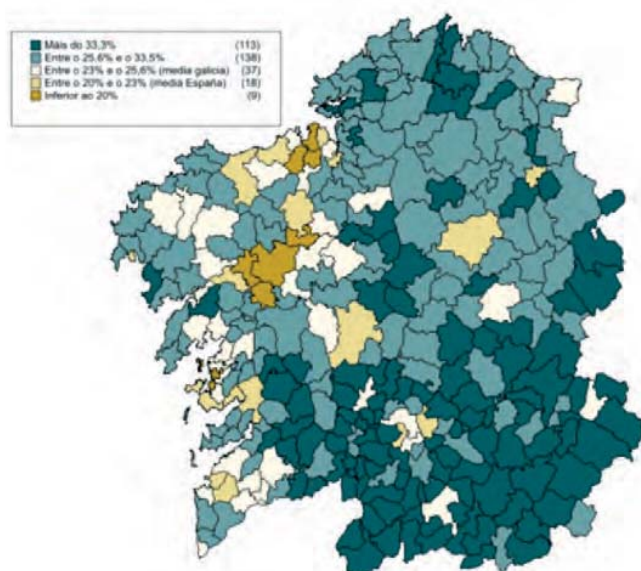 Máis do 33,3% (113)
Entre o 25,6% e o 33,5% (138)
Entre o 23% e o 25,6% (media galicia) (37)
Entre o 20% e o 23% (media España) (18)
Inferior ao 20% (9)